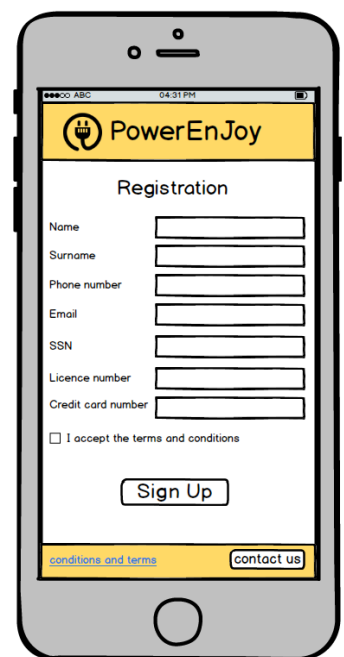 ABC 04:31 PM
PowerEnJoy
Registration
Name
Surname
Phone number
Email
SSN
Licence number
Credit card number
I accept the terms and conditions
Sign Up
conditions and terms contact us